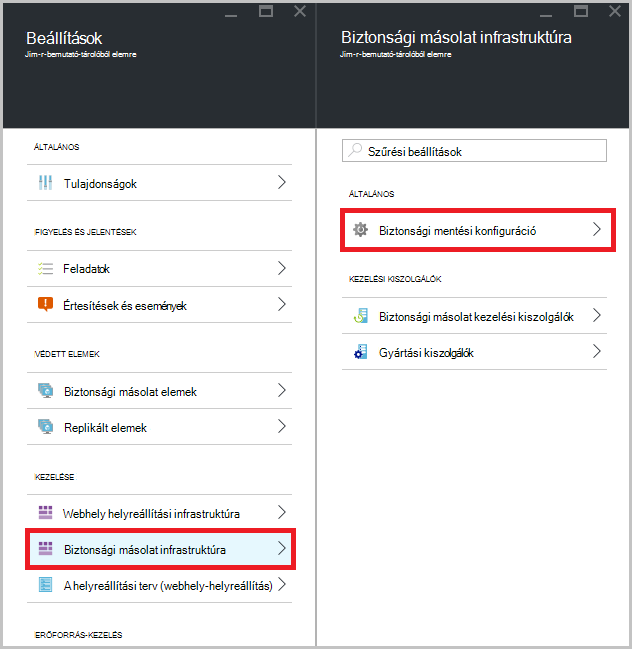 Beállítások
Jim-r-bemutató-tárolóból elemre
ÁLTALÁNOS
Tulajdonságok
FIGYELÉS ÉS JELENTÉSEK
Feladatok
Értesítések és események
VÉDETT ELEMEK
Biztonsági másolat elemek
Replikált elemek
KEZELÉSE
Webhely helyreállítási infrastruktúra
Biztonsági másolat infrastruktúra
A helyreállítási terv (webhely-helyreállítás)
ERŐFORRÁS-KEZELÉS
Biztonsági másolat infrastruktúra
Jim-r-bemutató-tárolóból elemre
Szűrési beállítások
ÁLTALÁNOS
Biztonsági mentési konfiguráció
KEZELÉSI KISZOLGÁLÓK
Biztonsági másolat kezelési kiszolgálók
Gyártási kiszolgálók